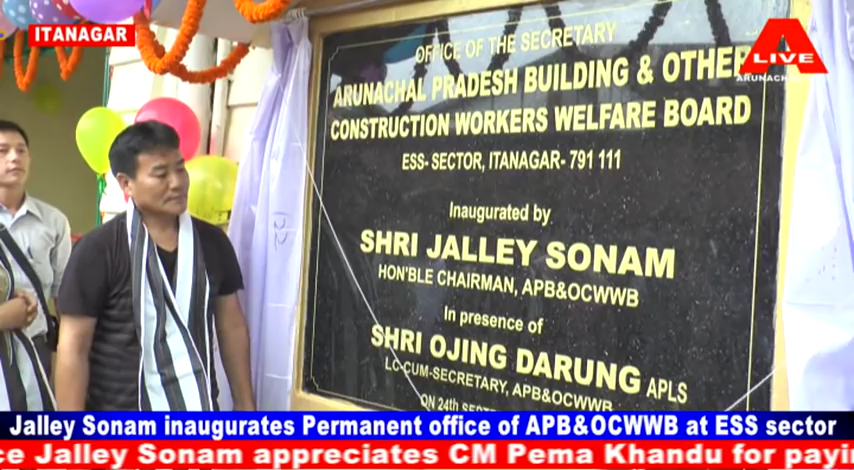 ITANAGAR
A
LIVE
ARUNACHAL
OFFICE OF THE SECRETARY
ARUNACHAL PRADESH BUILDING & OTHER
CONSTRUCTION WORKERS WELFARE BOARD
ESS- SECTOR, ITANAGAR- 791 111
Inaugurated by
SHRI JALLEY SONAM
HON'BLE CHAIRMAN, APB&OCWWB
In presence of
SHRI OJING DARUNG APLS
LC-CUM-SECRETARY, APB&OCWWB
ON 24th
Jalley Sonam inaugurates Permanent office of APB&OCWWB at ESS sector
ce Jalley Sonam appreciates CM Pema Khandu for payin